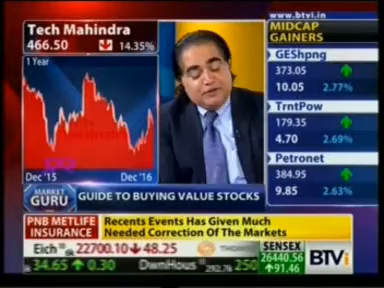 Tech Mahindra
466.50 14.35%
1 Year
Dec '15 Dec '16
www.btvi.in
MIDCAP
GAINERS
GEShpng
373.05
10.05 2.77%
TrntPow
179.35
4.70 2.69%
Petronet
384.95
9.85 2.63%
MARKET
GURU
GUIDE TO BUYING VALUE STOCKS
PNB METLIFE
INSURANCE
Recents Events Has Given Much
Needed Correction Of The Markets
Eich 22700.10 48.25
SENSEX
26440.56
91.46
34.65 0.30 DwrnHous 250
BTVi